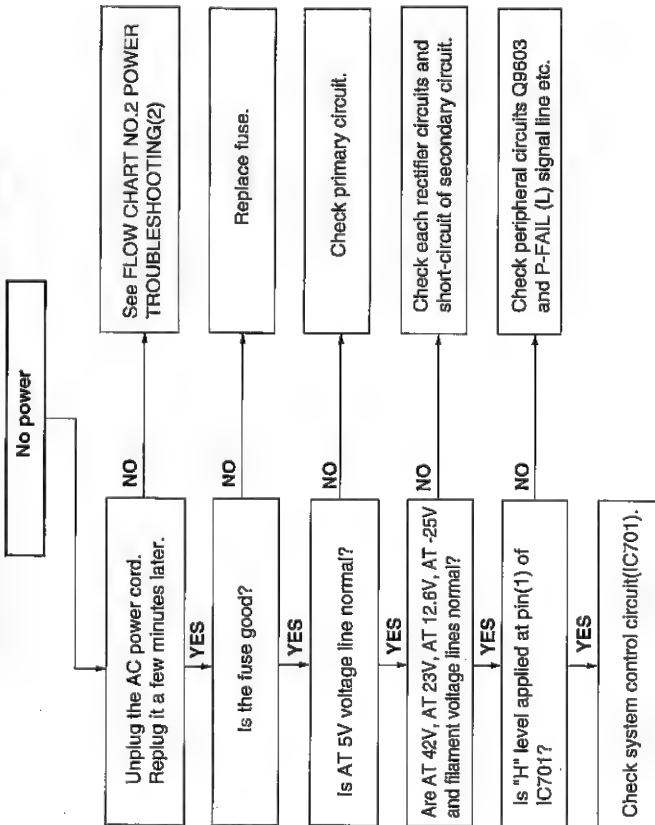 No power
Unplug the AC power cord.
Replug it a few minutes later.
NO
See FLOW CHART NO.2 POWER
TROUBLESHOOTING(2)
YES
Is the fuse good?
NO
Replace fuse.
YES
Is AT 5V voltage line normal?
NO
Check primary circuit.
YES
Are AT 42V, AT 23V, AT 12.6V, AT -25V
and filament voltage lines normal?
NO
Check each rectifier circuits and
short-circuit of secondary circuit.
YES
Is "H" level applied at pin(1) of
IC701?
NO
Check peripheral circuits Q9603
and P-FAIL (L) signal line etc.
YES
Check system control circuit(IC701).